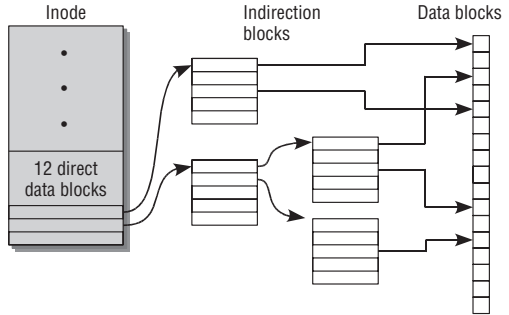 Inode
Indirection
blocks
Data blocks
12 direct
data blocks